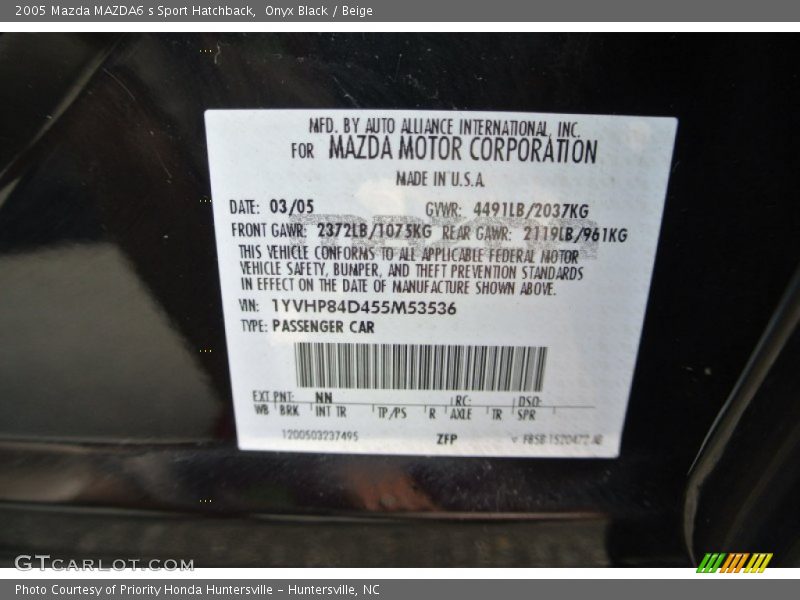 2005 Mazda MAZDA6 s Sport Hatchback,  Onyx Black / Beige
MFD. BY AUTO ALLIANCE INTERNATIONAL, INC.
FOR MAZDA MOTOR CORPORATION
MADE IN U.S.A.
DATE: 03/05 GVWR: 4491LB/2037KG
FRONT GAWR: 2372LB/1075KG REAR GAWR: 2119LB/961KG
THIS VEHICLE CONFORMS TO ALL APPLICABLE FEDERAL MOTOR
VEHICLE SAFETY, BUMPER, AND THEFT PREVENTION STANDARDS
IN EFFECT ON THE DATE OF MANUFACTURE SHOWN ABOVE.
VIN: 1YVHP84D455M53536
TYPE: PASSENGER CAR
EXT PNT: NN RC: DSO:
WB BRK INT TR TP/PS R AXLE TR SPR
1200503237495 ZFP
GTCarLot.com
Photo Courtesy of Priority Honda Huntersville - Huntersville, NC